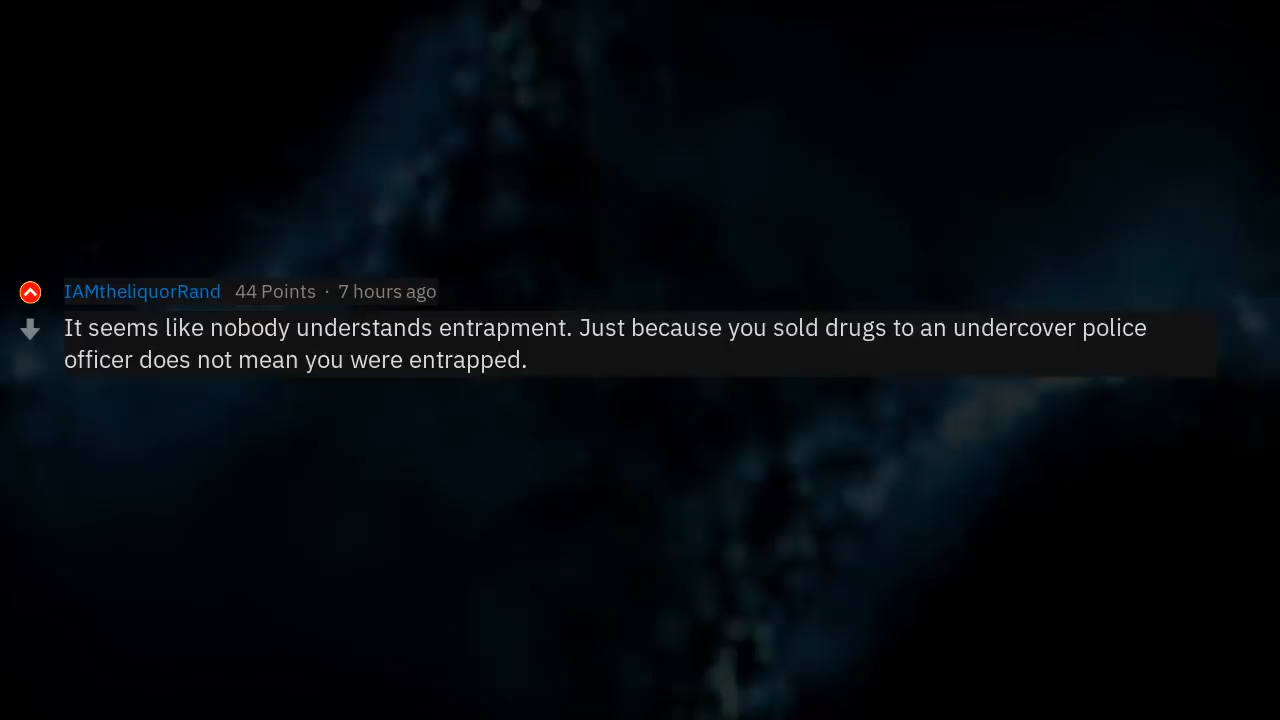 IAMtheliquorRand 44 Points · 7 hours ago
It seems like nobody understands entrapment. Just because you sold drugs to an undercover police
officer does not mean you were entrapped.